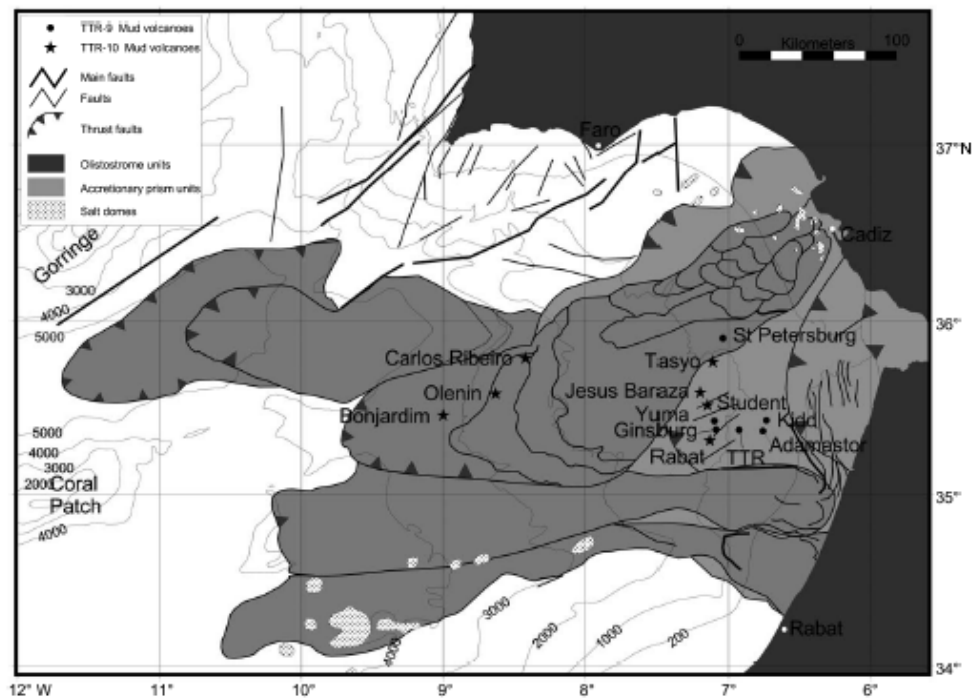 TTR-9 Mud volcanoes
TTR-10 Mud volcanoes
Main faults
Faults
Thrust faults
Olistostrome units
Accretionary prism units
Salt domes
0 Kilometers 100
Faro
37°N
Cadiz
Gorringe
3000
4000
5000
36°
St Petersburg
Carlos Ribeiro
Tasyo
Olenin
Jesus Baraza
Student
Bonjardim
Yuma
Kidd
Ginsburg
Adamastor
Rabat
TTR
5000
4000
3000
2000
Coral
Patch
4000
35°
3000
2000
1000
200
4000
Rabat
34°
12° W
11°
10°
9°
8°
7°
6°